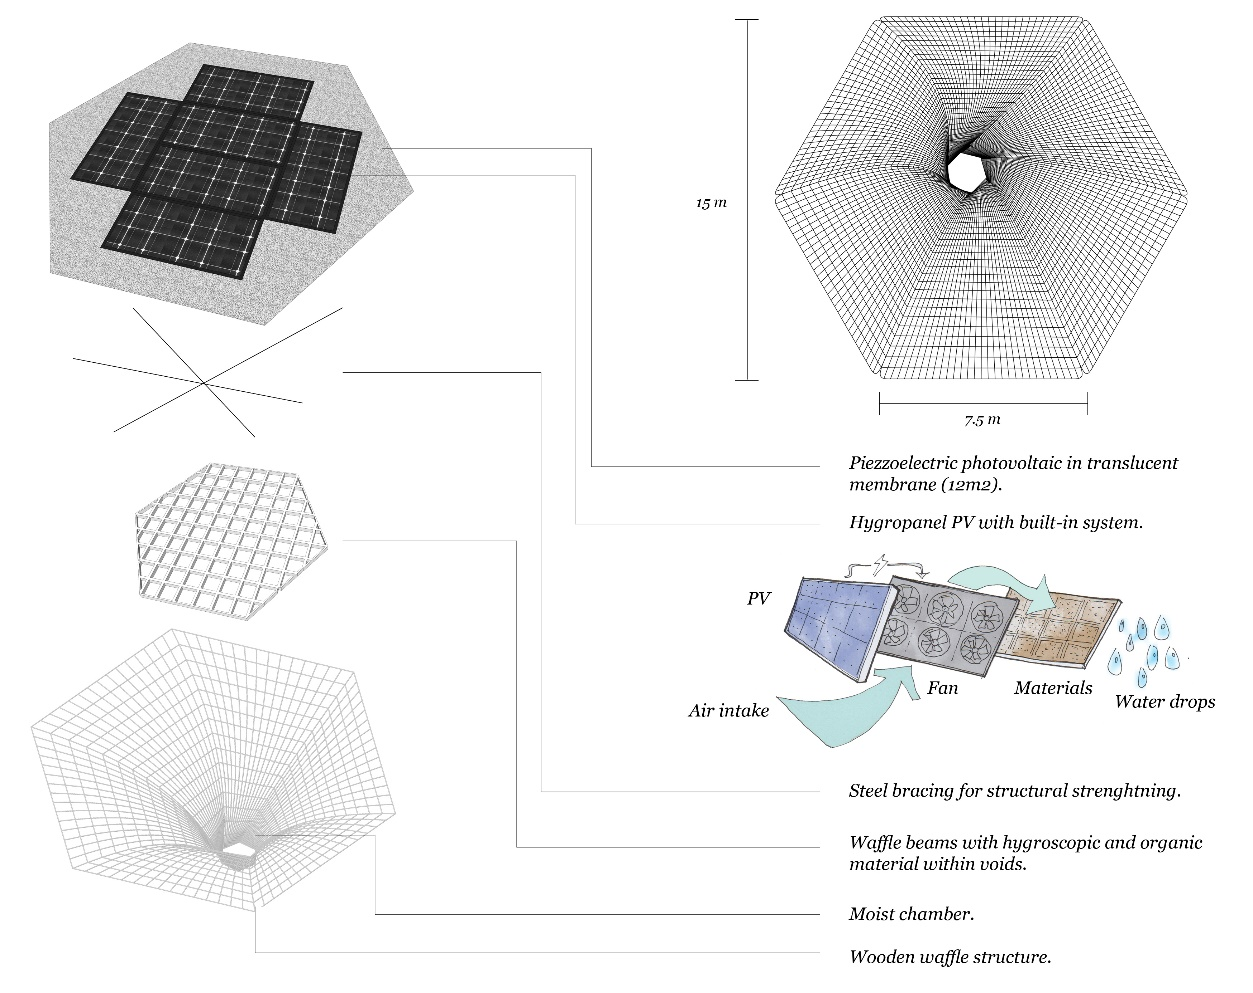 15 m
7.5 m
Piezzoelectric photovoltaic in translucent
membrane (12m2).
Hygropanel PV with built-in system.
PV
Fan
Materials
Water drops
Air intake
Steel bracing for structural strenghtning.
Waffle beams with hygroscopic and organic
material within voids.
Moist chamber.
Wooden waffle structure.